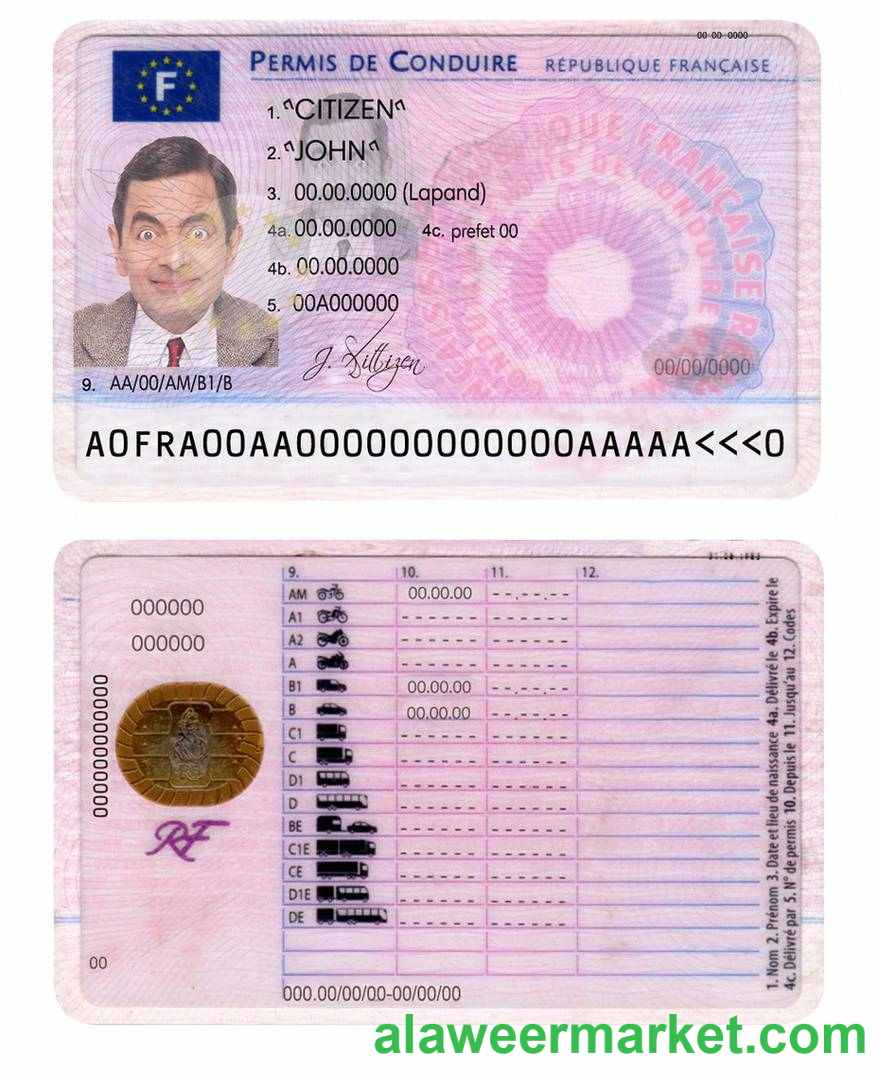 00 00 0000
F
PERMIS DE CONDUIRE RÉPUBLIQUE FRANÇAISE
1. "CITIZEN"
2. "JOHN"
3. 00.00.0000 (Lapand)
4a. 00.00.0000 4c. prefet 00
4b. 00.00.0000
5. 00A000000
00/00/0000
9. AA/00/AM/B1/B
A0FRA00AA000000000000AAAAA<<<0
9. 10. 11. 12.
AM 00.00.00 --.--.--
A1
A2
A
B1 00.00.00 --.--.--
B 00.00.00 --.--.--
C1
C
D1
D
BE
C1E
CE
D1E
DE
000000
000000
000000000000
RF
00
000.00/00/00-00/00/00
1. Nom 2. Prénom 3. Date et lieu de naissance 4a. Délivré le 4b. Expire le
4c. Délivré par 5. N° de permis 10. Depuis le 11. Jusqu'au 12. Codes
alaweermarket.com